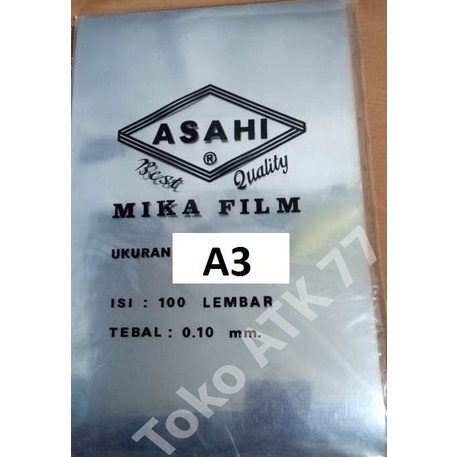 ASAHI
®
Best Quality
MIKA FILM
UKURAN A3
ISI : 100 LEMBAR
TEBAL : 0.10 mm.
Toko ATK 77